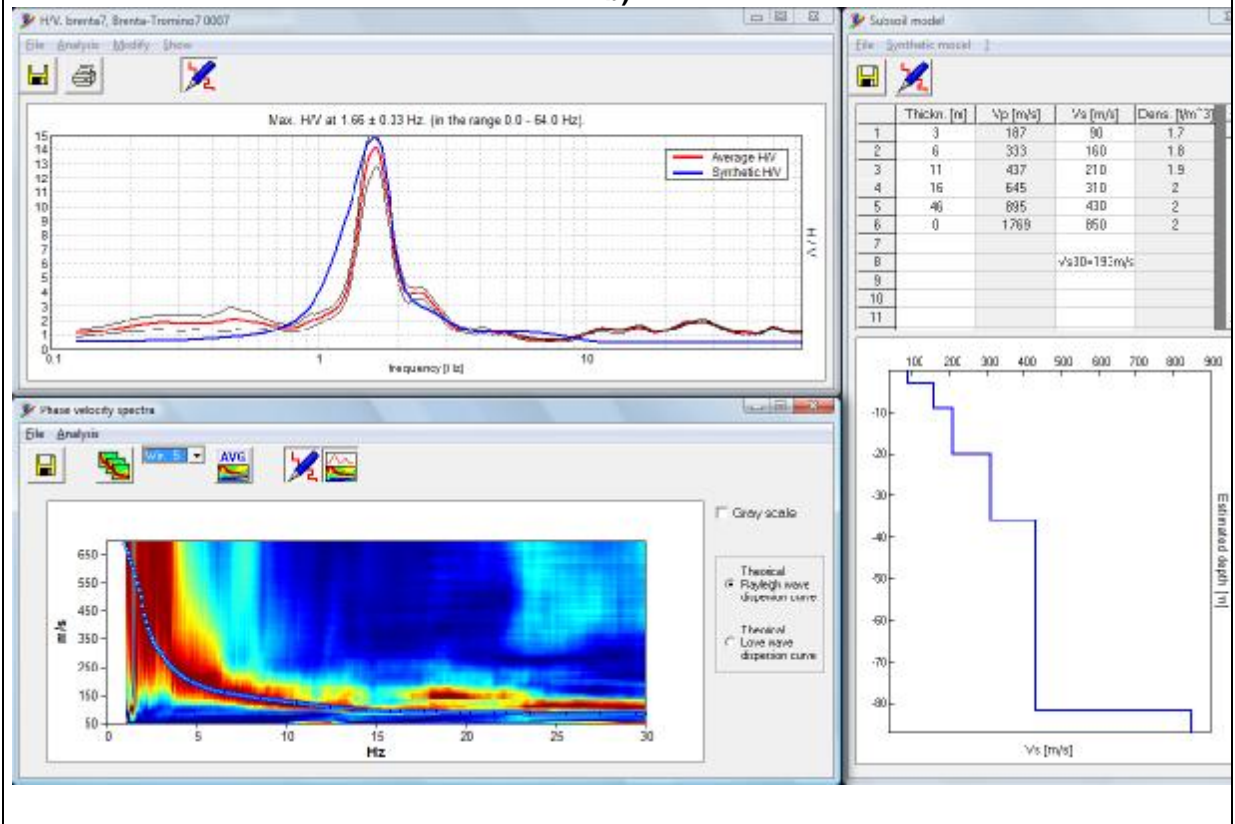 H/V. brenta7, Brenta-Tromino7 0007
File Analysis Modify Show
Max. H/V at 1.66 ± 0.33 Hz. (in the range 0.0 - 64.0 Hz).
Average H/V
Synthetic H/V
15
14
13
12
11
10
9
8
7
6
5
4
3
2
1
0
0.1 1 10
frequency [Hz]
H / V
Phase velocity spectra
File Analysis
Win. 5
AVG
Gray scale
Theorical
Rayleigh wave
dispersion curve
Theorical
Love wave
dispersion curve
650
550
450
350
250
150
50
0 5 10 15 20 25 30
m/s
Hz
Subsoil model
File Synthetic model
Thickn. [m] Vp [m/s] Vs [m/s] Dens. [t/m^3]
1 3 187 90 1.7
2 6 333 160 1.8
3 11 437 210 1.9
4 16 645 310 2
5 46 895 430 2
6 0 1769 850 2
7
8 Vs30=193m/s
9
10
11
100 200 300 400 500 600 700 800 900
-10
-20
-30
-40
-50
-60
-70
-80
Estimated depth [m]
Vs [m/s]